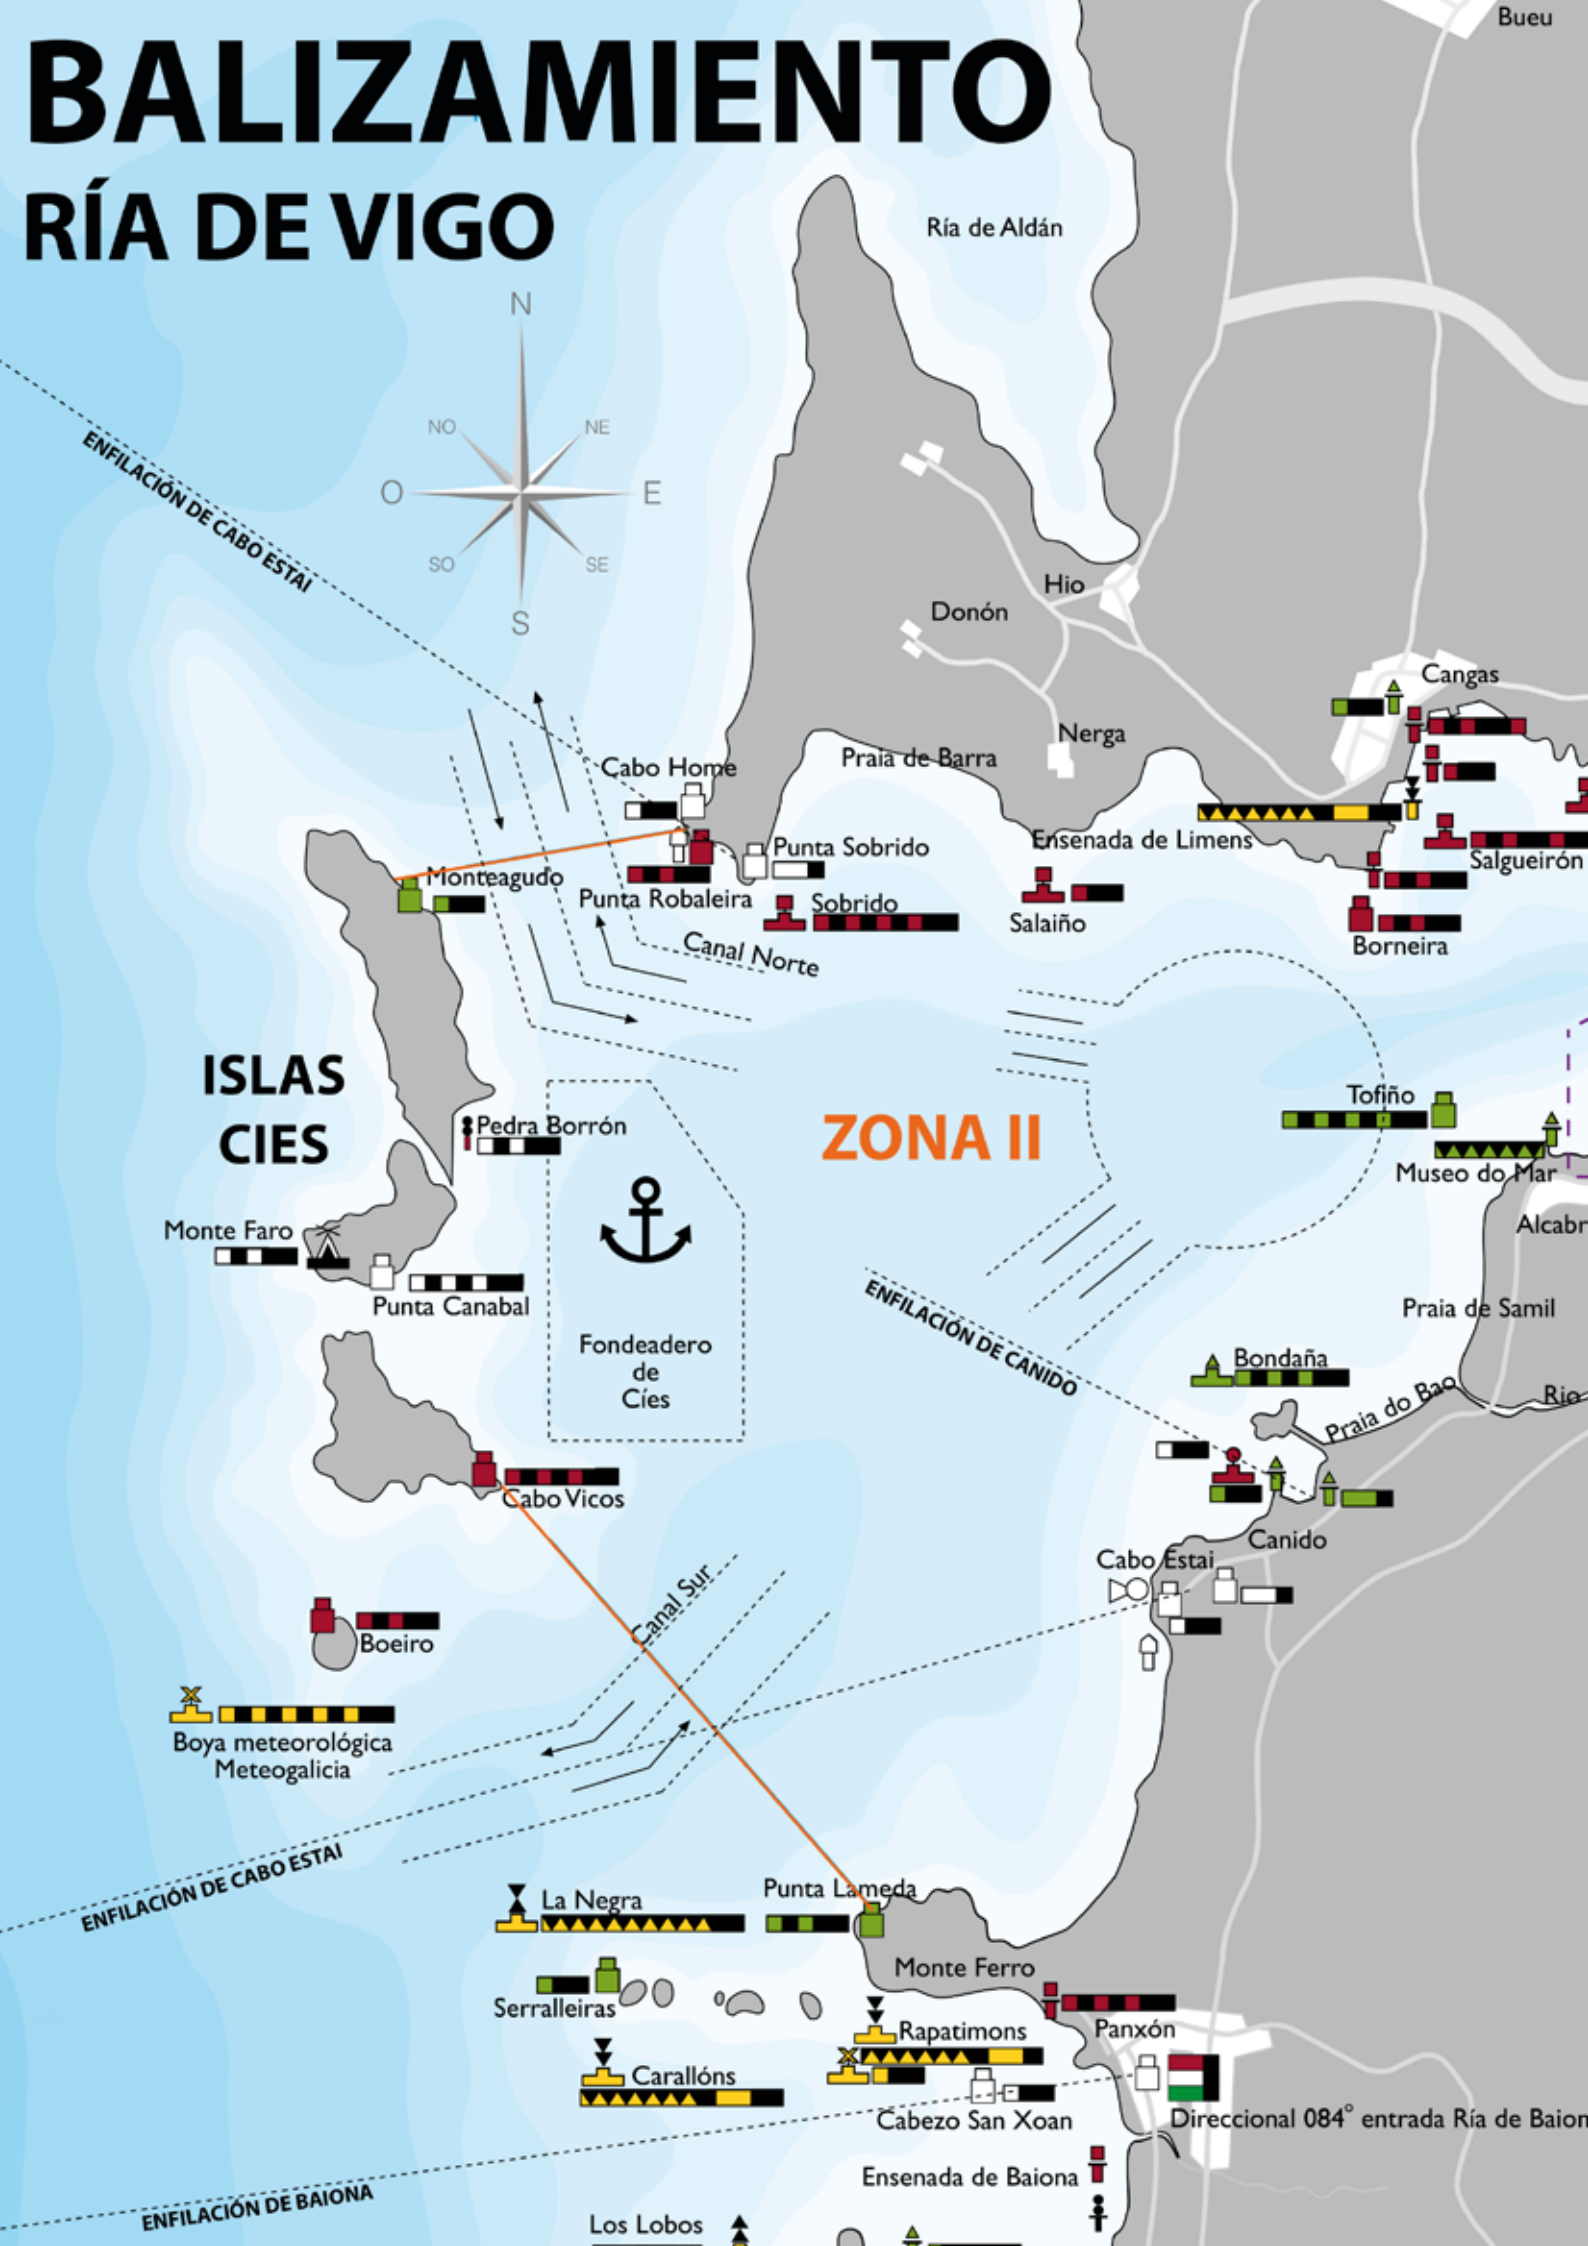 Bueu
BALIZAMIENTO
RÍA DE VIGO
Ría de Aldán
N
NO
NE
O
E
SO
SE
S
ENFILACIÓN DE CABO ESTAI
Hio
Donón
Cangas
Nerga
Praia de Barra
Cabo Home
Ensenada de Limens
Punta Sobrido
Salgueirón
Monteagudo
Punta Robaleira
Sobrido
Salaiño
Borneira
Canal Norte
ISLAS
CIES
Pedra Borrón
ZONA II
Tofiño
Museo do Mar
Alcabr
Monte Faro
Punta Canabal
ENFILACIÓN DE CANIDO
Praia de Samil
Fondeadero
de
Cíes
Bondaña
Praia do Bao
Rio
Cabo Vicos
Canido
Cabo Estai
Canal Sur
Boeiro
Boya meteorológica
Meteogalicia
ENFILACIÓN DE CABO ESTAI
La Negra
Punta Lameda
Monte Ferro
Serralleiras
Panxón
Rapatimons
Carallóns
Cabezo San Xoan
Direccional 084° entrada Ría de Baion
Ensenada de Baiona
ENFILACIÓN DE BAIONA
Los Lobos